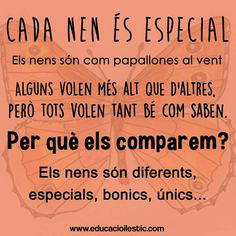 CADA NEN ÉS ESPECIAL
Els nens són com papallones al vent
ALGUNS VOLEN MÉS ALT QUE D'ALTRES,
PERÒ TOTS VOLEN TANT BÉ COM SABEN.
Per què els comparem?
Els nens són diferents,
especials, bonics, únics...
www.educacioilestic.com